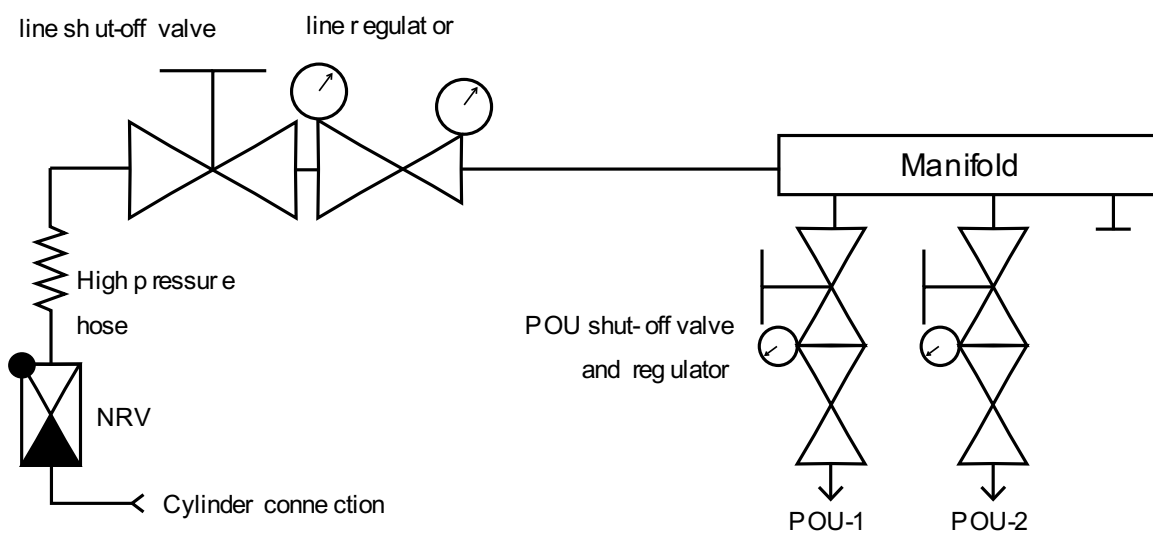 line shut-off valve
line regulator
Manifold
High pressure
hose
POU shut-off valve
and regulator
NRV
Cylinder connection
POU-1
POU-2